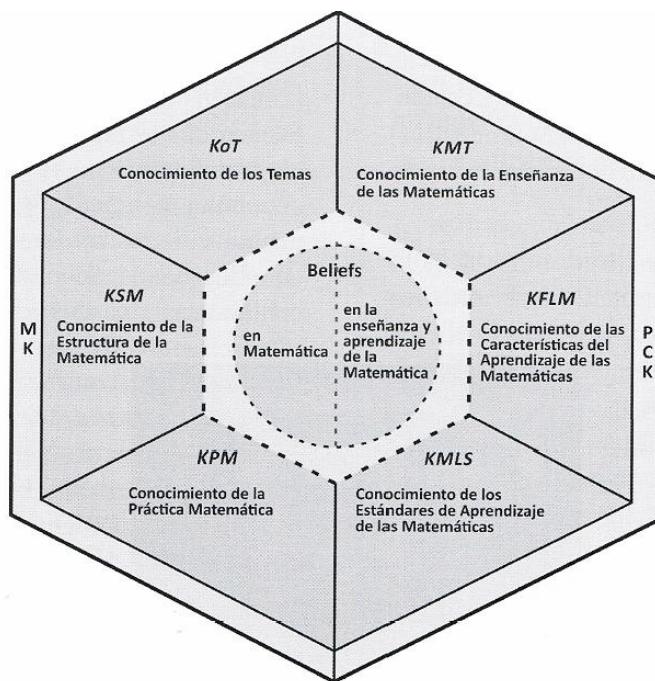 KoT
Conocimiento de los Temas
KMT
Conocimiento de la Enseñanza
de las Matemáticas
MK
KSM
Conocimiento de la
Estructura de la
Matemática
Beliefs
en
Matemática
en la
enseñanza y
aprendizaje
de la
Matemática
KFLM
Conocimiento de las
Características del
Aprendizaje de las
Matemáticas
PCK
KPM
Conocimiento de la
Práctica Matemática
KMLS
Conocimiento de los
Estándares de Aprendizaje
de las Matemáticas